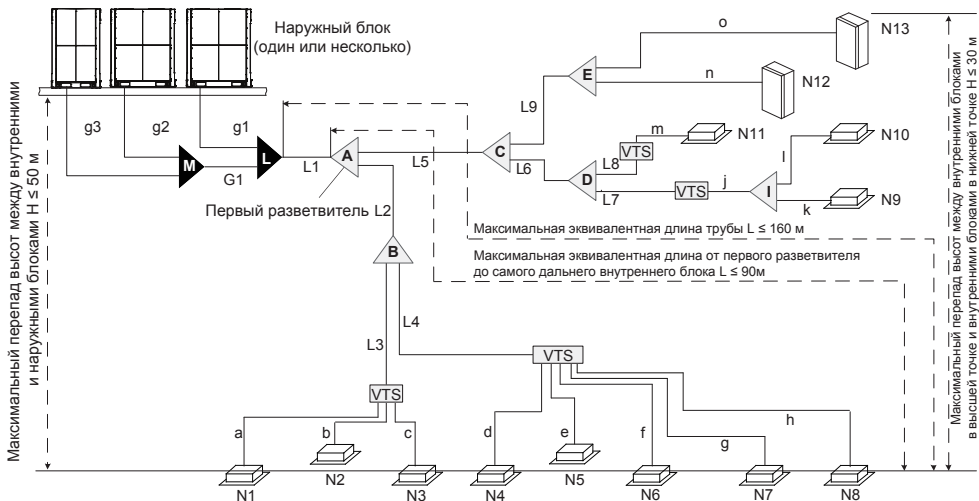 Наружный блок
(один или несколько)
g3
g2
g1
M
L
G1
L1
A
L5
C
L9
E
o
n
N13
N12
L6
D
L8
VTS
m
N11
L7
VTS
j
I
l
N10
k
N9
Первый разветвитель L2
B
Максимальная эквивалентная длина трубы L ≤ 160 м
Максимальная эквивалентная длина от первого разветвителя
до самого дальнего внутреннего блока L ≤ 90м
L3
L4
VTS
VTS
a
b
c
d
e
f
g
h
N1
N2
N3
N4
N5
N6
N7
N8
Максимальный перепад высот между внутренними
и наружными блоками H ≤ 50 м
Максимальный перепад высот между внутренними блоками
в высшей точке и внутренними блоками в нижней точке H ≤ 30 м